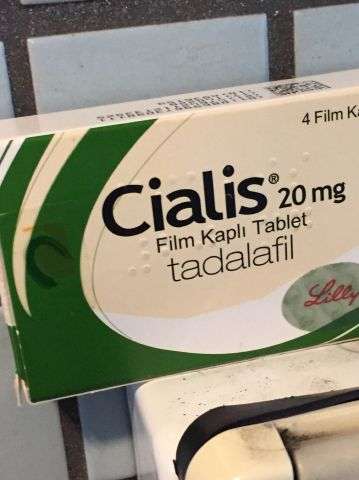 4 Film Ka
Cialis® 20 mg
Film Kaplı Tablet
tadalafil
Lilly